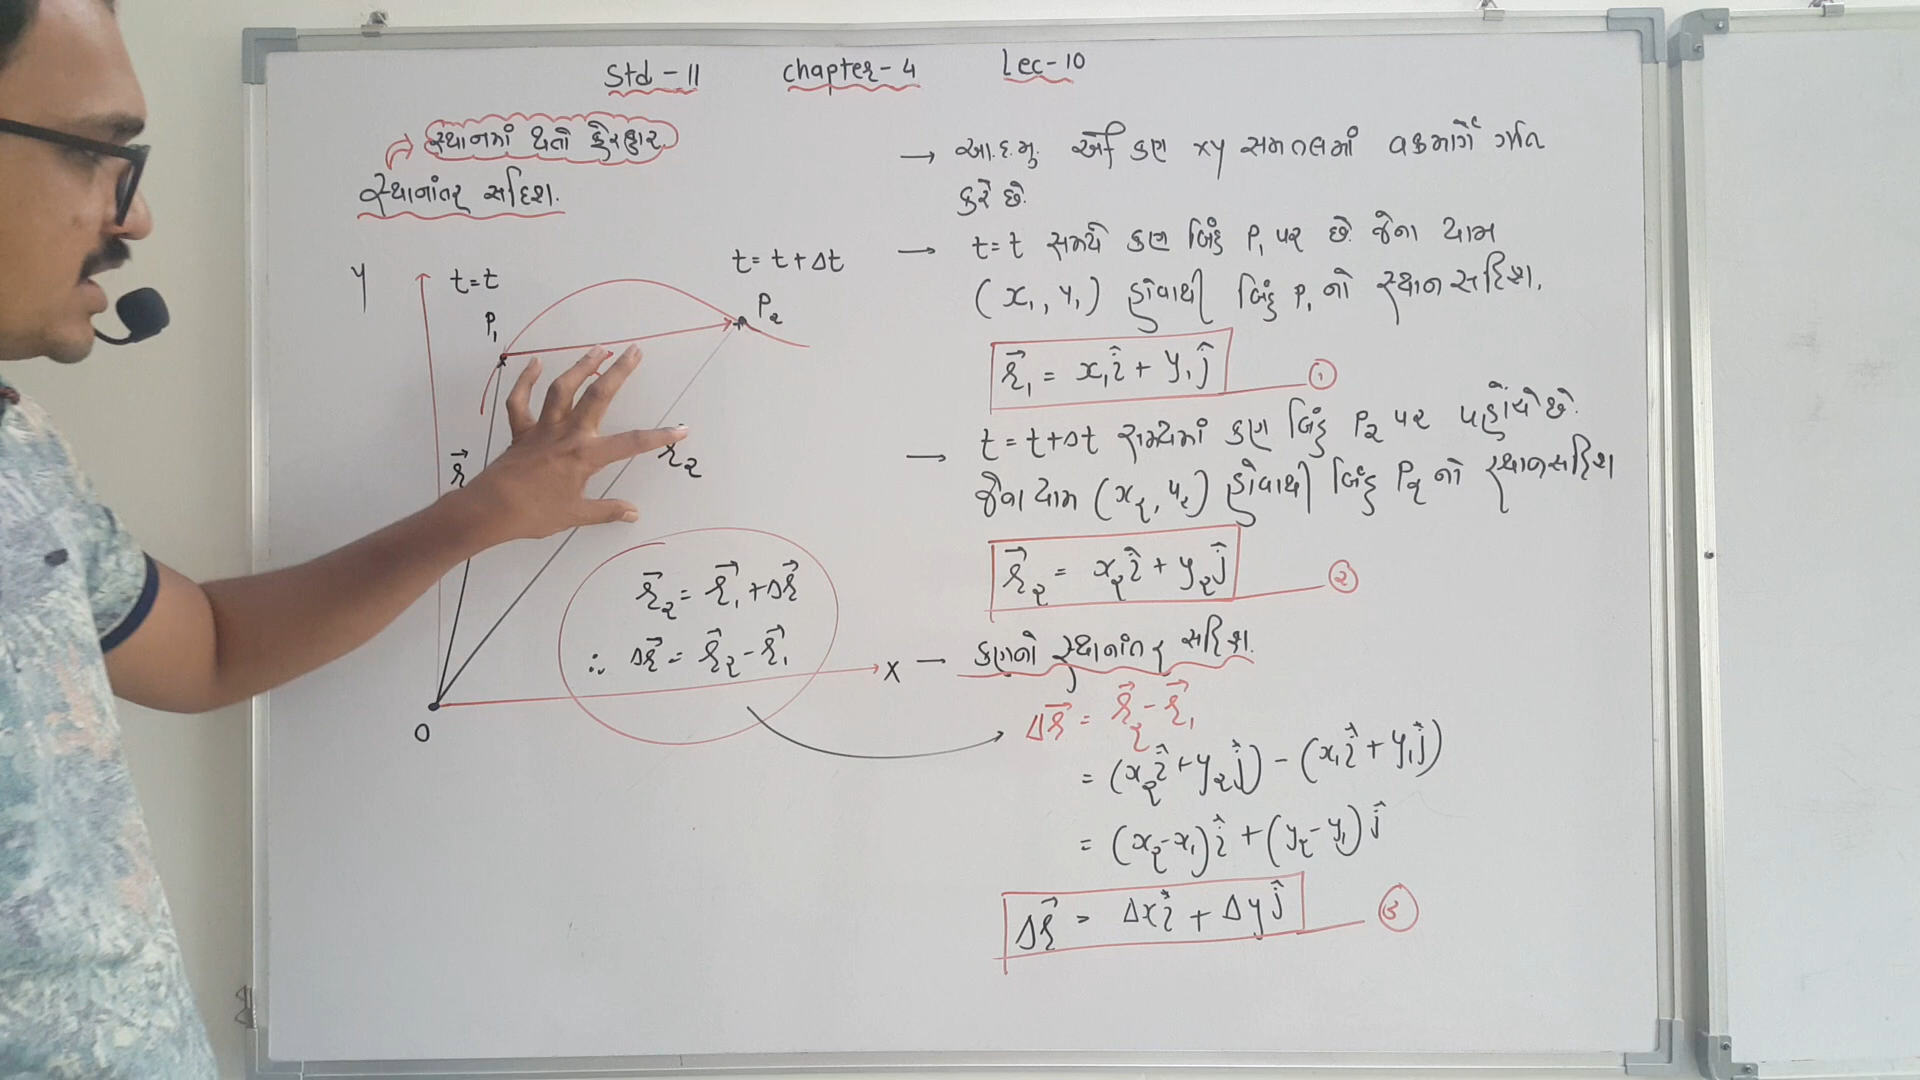 Std - 11 Chapter - 4 Lec - 10
સ્થાનમાં થતો ફેરફાર.
સ્થાનાંતર સદિશ.
y
t = t
t = t + Δt
P₁
P₂
r⃗
r₂
r⃗₂ = r⃗₁ + Δr⃗
∴ Δr⃗ = r⃗₂ - r⃗₁
x
O
→ આ.દ.મુ. એક કણ xy સમતલમાં વક્રમાર્ગે ગતિ
કરે છે.
→ t = t સમયે કણ બિંદુ P₁ પર છે. જેના યામ
(x₁, y₁) હોવાથી બિંદુ P₁ નો સ્થાન સદિશ.
r⃗₁ = x₁î + y₁ĵ ①
→ t = t + Δt સમયમાં કણ બિંદુ P₂ પર પહોંચે છે.
જેના યામ (x₂, y₂) હોવાથી બિંદુ P₂ નો સ્થાનસદિશ
r⃗₂ = x₂î + y₂ĵ ②
— કણનો સ્થાનાંતર સદિશ.
Δr⃗ = r⃗₂ - r⃗₁
= (x₂î + y₂ĵ) - (x₁î + y₁ĵ)
= (x₂ - x₁)î + (y₂ - y₁)ĵ
Δr⃗ = Δxî + Δyĵ ③